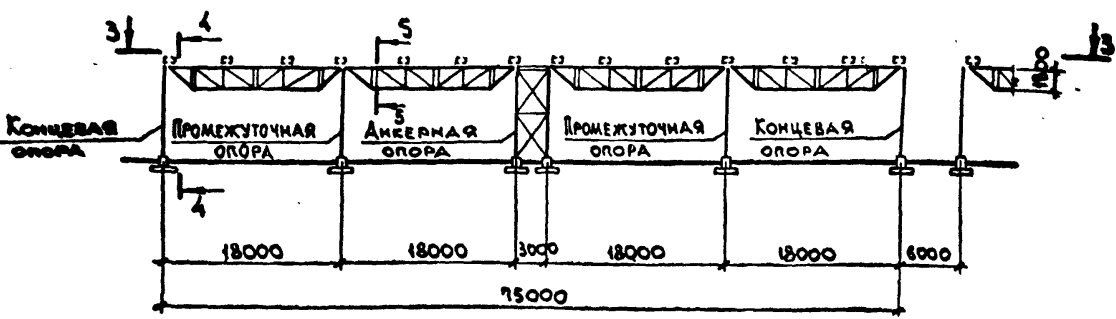 3 4 5 3
1200
5
Концевая опора
Промежуточная опора
Анкерная опора
Промежуточная опора
Концевая опора
4
18000 18000 3000 18000 18000 6000
75000